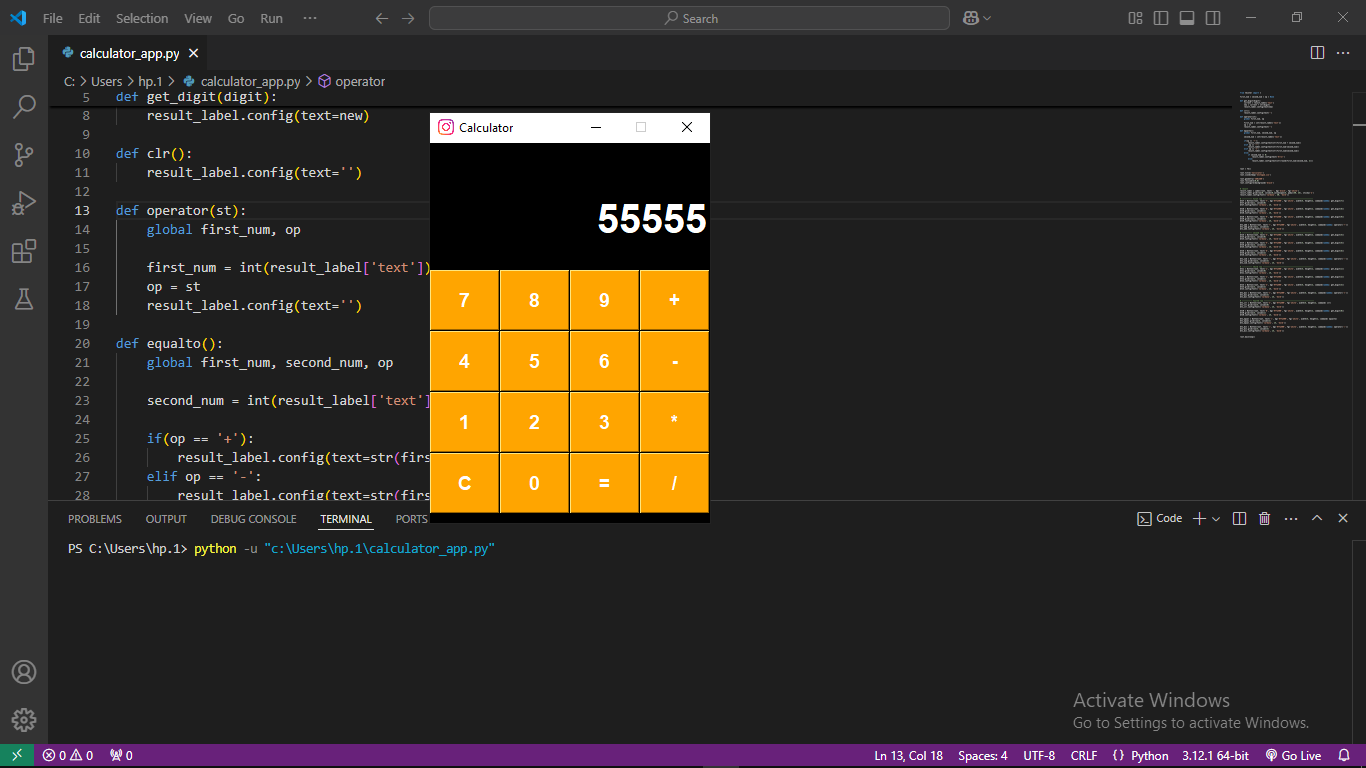 File Edit Selection View Go Run ··· Search
calculator_app.py
C: > Users > hp.1 > calculator_app.py > operator
5 def get_digit(digit):
8 result_label.config(text=new)
9
10 def clr():
11 result_label.config(text='')
12
13 def operator(st):
14 global first_num, op
15
16 first_num = int(result_label['text'])
17 op = st
18 result_label.config(text='')
19
20 def equalto():
21 global first_num, second_num, op
22
23 second_num = int(result_label['text']
24
25 if(op == '+'):
26 result_label.config(text=str(firs
27 elif op == '-':
28 result_label.config(text=str(firs
Calculator
55555
7 8 9 +
4 5 6 -
1 2 3 *
C 0 = /
PROBLEMS OUTPUT DEBUG CONSOLE TERMINAL PORTS Code
PS C:\Users\hp.1> python -u "c:\Users\hp.1\calculator_app.py"
Activate Windows
Go to Settings to activate Windows.
0 0 0 Ln 13, Col 18 Spaces: 4 UTF-8 CRLF {} Python 3.12.1 64-bit Go Live